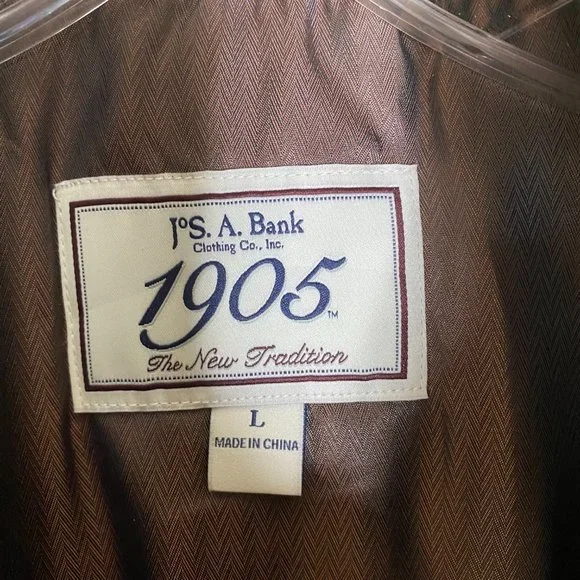 JoS. A. Bank
Clothing Co., Inc.
1905™
The New Tradition
L
MADE IN CHINA